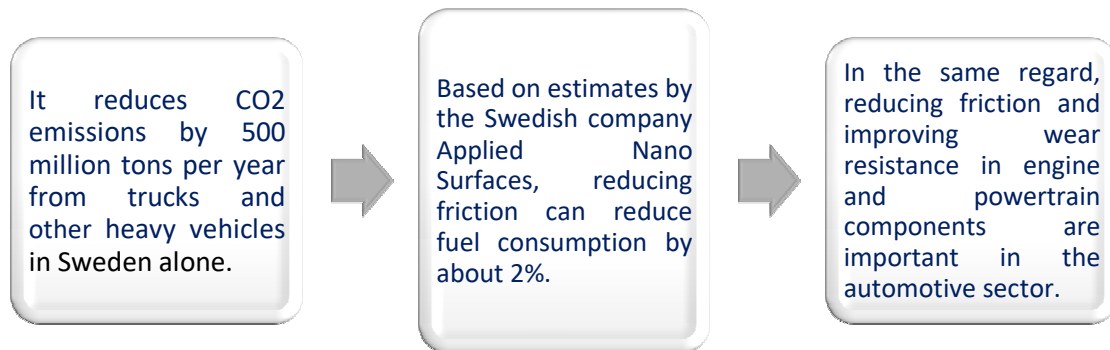 It reduces CO2
emissions by 500
million tons per year
from trucks and
other heavy vehicles
in Sweden alone.
Based on estimates by
the Swedish company
Applied Nano
Surfaces, reducing
friction can reduce
fuel consumption by
about 2%.
In the same regard,
reducing friction and
improving wear
resistance in engine
and powertrain
components are
important in the
automotive sector.